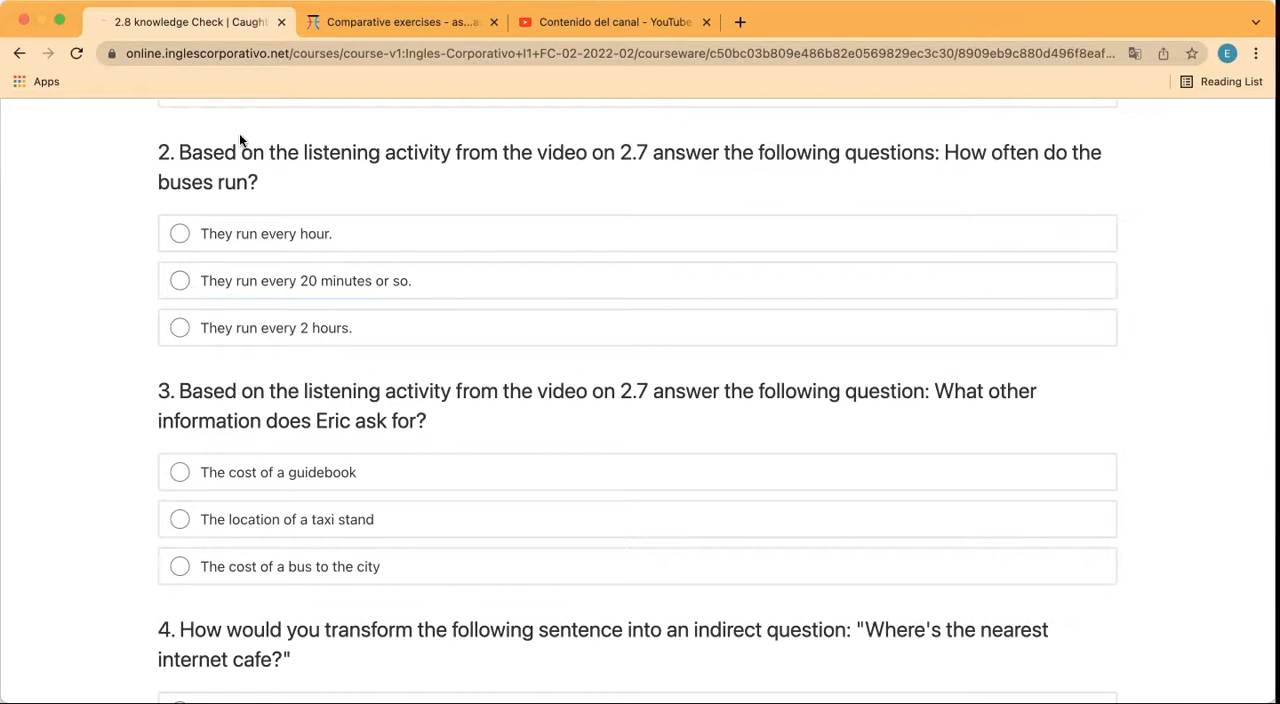 2.8 knowledge Check | Caught
Comparative exercises - as...a
Contenido del canal - YouTube
online.inglescorporativo.net/courses/course-v1:Ingles-Corporativo+I1+FC-02-2022-02/courseware/c50bc03b809e486b82e0569829ec3c30/8909eb9c880d496f8eaf...
E
Apps
Reading List
2. Based on the listening activity from the video on 2.7 answer the following questions: How often do the
buses run?
They run every hour.
They run every 20 minutes or so.
They run every 2 hours.
3. Based on the listening activity from the video on 2.7 answer the following question: What other
information does Eric ask for?
The cost of a guidebook
The location of a taxi stand
The cost of a bus to the city
4. How would you transform the following sentence into an indirect question: "Where's the nearest
internet cafe?"